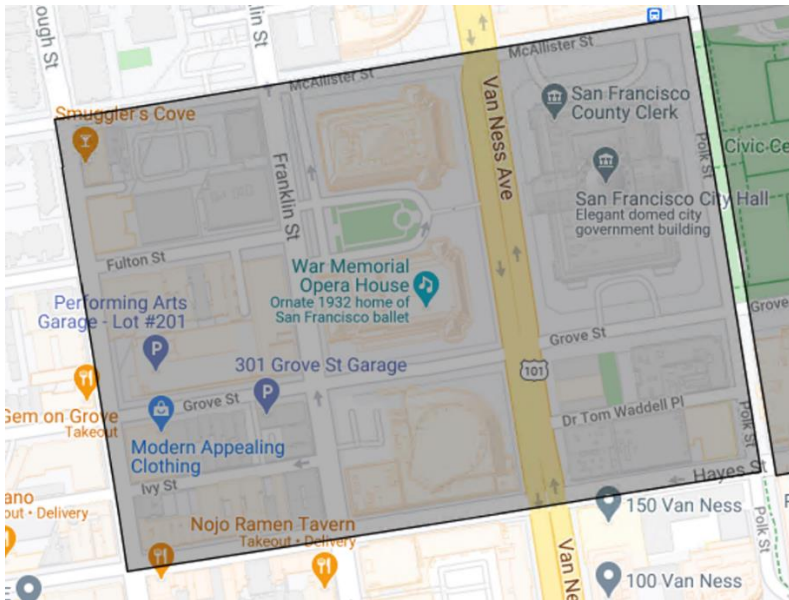 ough St
lin St
McAllister St
McAllister St
Smuggler's Cove
San Francisco
County Clerk
Van Ness Ave
Polk St
Civic Ce
Franklin St
San Francisco City Hall
Elegant domed city
government building
Fulton St
War Memorial
Opera House
Ornate 1932 home of
San Francisco ballet
Performing Arts
Garage - Lot #201
P
Grove
Grove St
301 Grove St Garage
P
101
Gem on Grove
Takeout
Grove St
Dr Tom Waddell Pl
Polk St
Modern Appealing
Clothing
Ivy St
Hayes St
ano
out • Delivery
Nojo Ramen Tavern
Takeout • Delivery
150 Van Ness
Polk St
Van Ne
100 Van Ness